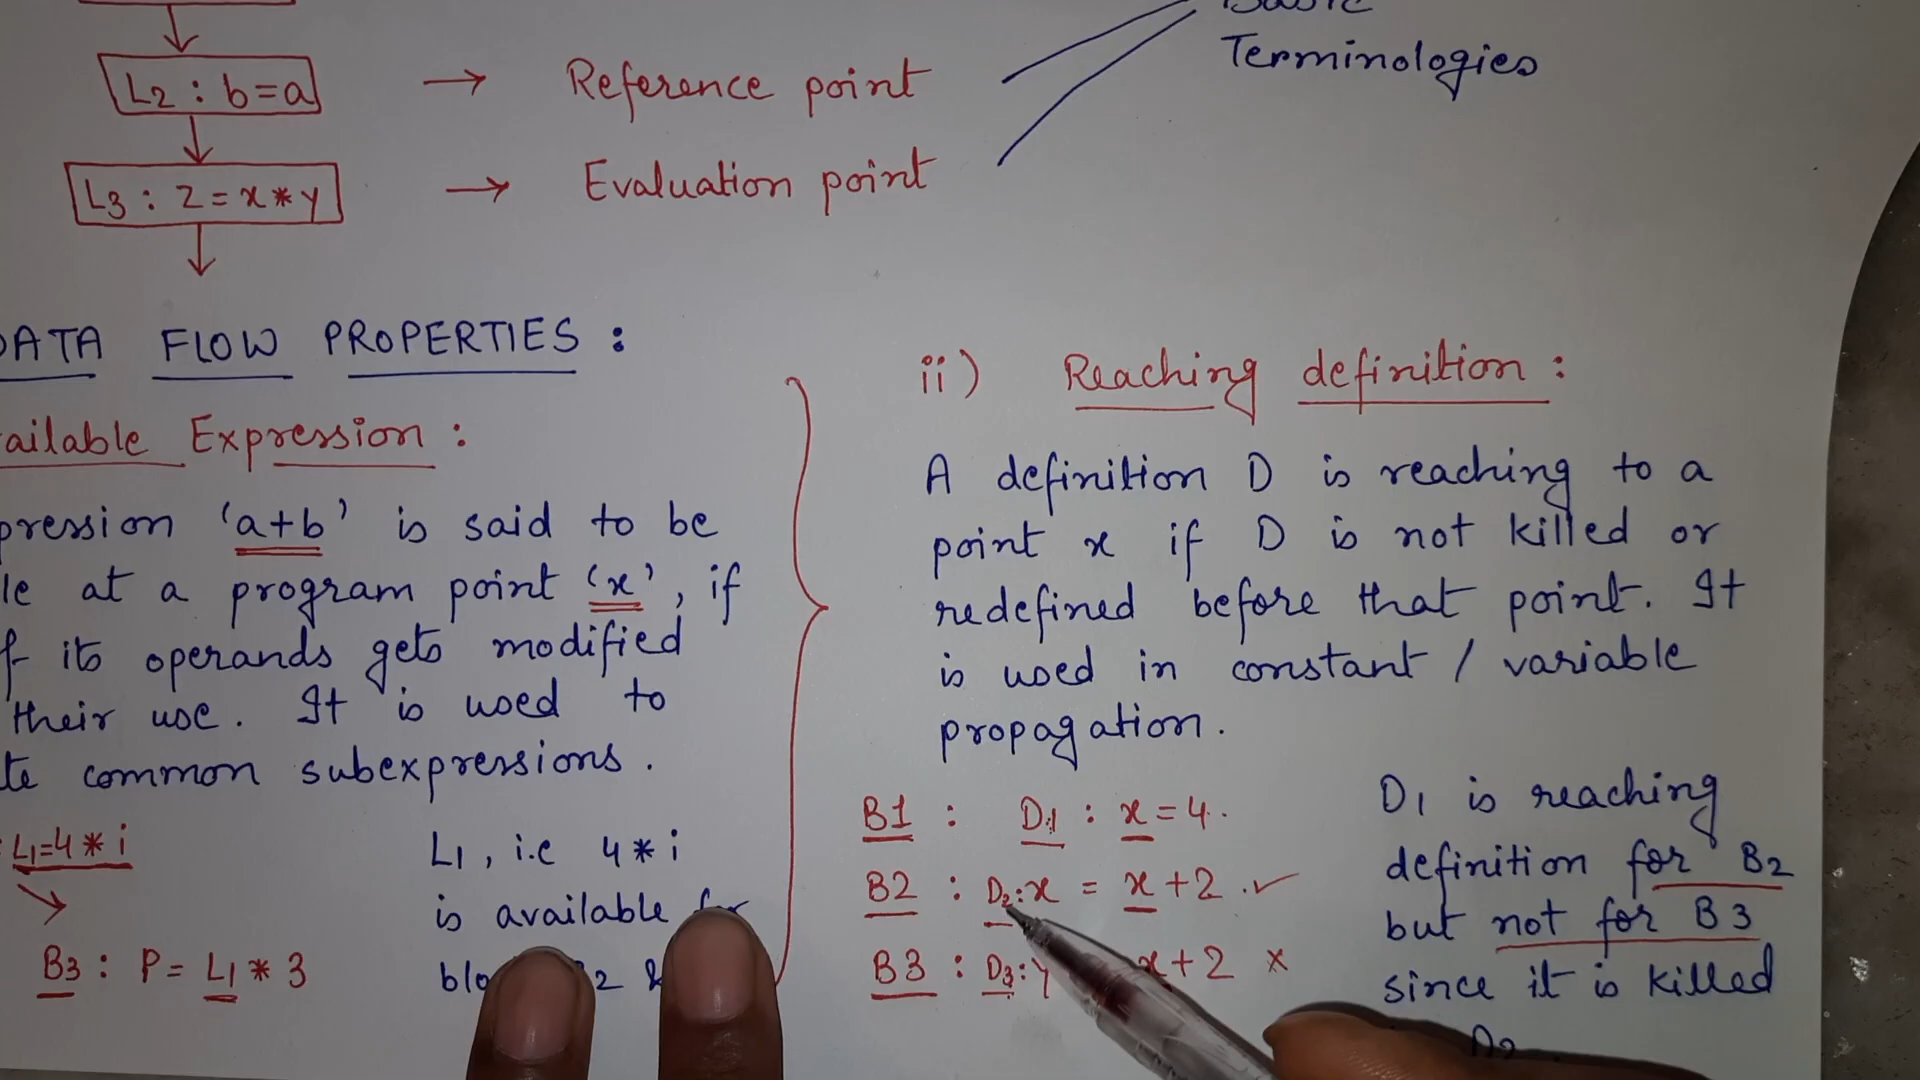 Basic
Terminologies
L2 : b=a → Reference point
L3 : Z = x * y → Evaluation point
DATA FLOW PROPERTIES :
ailable Expression :
pression 'a+b' is said to be
le at a program point 'x', if
f its operands gets modified
their use. It is used to
te common subexpressions.
L1=4 * i
B3 : P = L1 * 3
L1, i.e 4 * i
is available for
2 &
ii) Reaching definition :
A definition D is reaching to a
point x if D is not killed or
redefined before that point. It
is used in constant / variable
propagation.
B1 : D1 : x = 4.
B2 : D2 : x = x + 2 . ✓
B3 : D3 : y x + 2 ×
D1 is reaching
definition for B2
but not for B3
since it is killed
D2